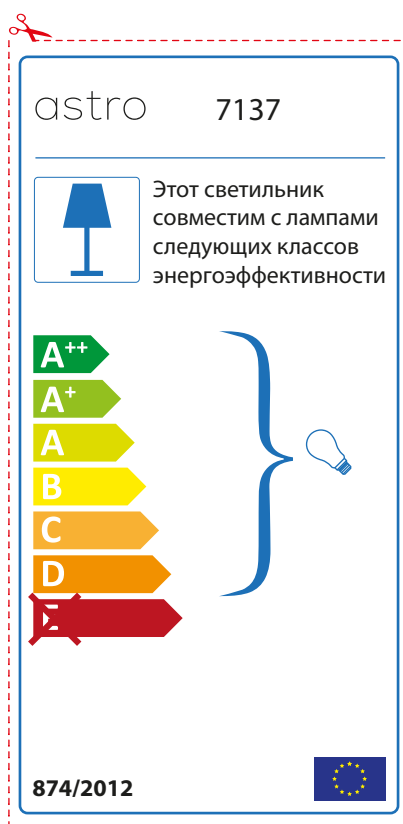 astro 7137
Этот светильник
совместим с лампами
следующих классов
энергоэффективности
A++
A+
A
B
C
D
E
874/2012